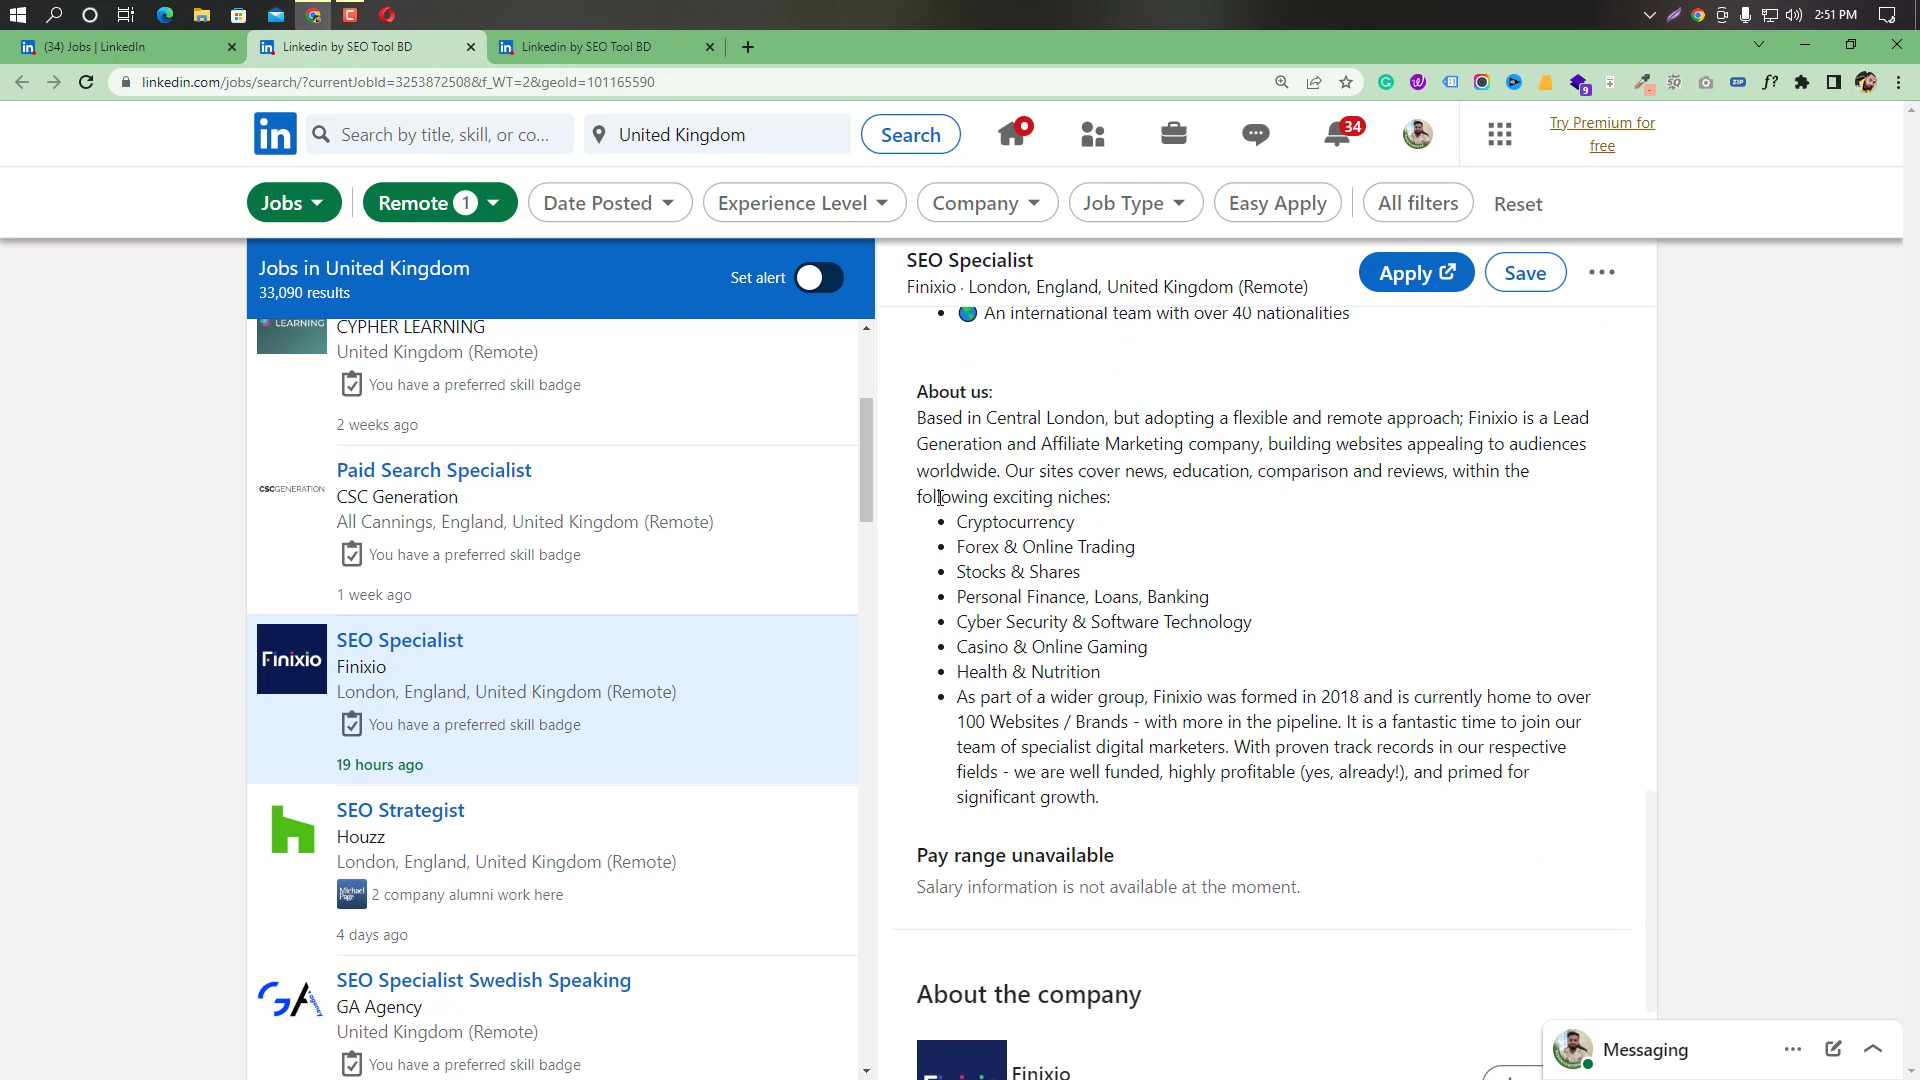 2:51 PM
(34) Jobs | LinkedIn
Linkedin by SEO Tool BD
Linkedin by SEO Tool BD
linkedin.com/jobs/search/?currentJobId=3253872508&f_WT=2&geoId=101165590
9
ZIP
f?
in
Search by title, skill, or co...
United Kingdom
Search
34
Try Premium for
free
Jobs
Remote 1
Date Posted
Experience Level
Company
Job Type
Easy Apply
All filters
Reset
Jobs in United Kingdom
33,090 results
Set alert
LEARNING
CYPHER LEARNING
United Kingdom (Remote)
You have a preferred skill badge
2 weeks ago
CSCGENERATION
Paid Search Specialist
CSC Generation
All Cannings, England, United Kingdom (Remote)
You have a preferred skill badge
1 week ago
Finixio
SEO Specialist
Finixio
London, England, United Kingdom (Remote)
You have a preferred skill badge
19 hours ago
SEO Strategist
Houzz
London, England, United Kingdom (Remote)
Michael Page
2 company alumni work here
4 days ago
SEO Specialist Swedish Speaking
GA Agency
United Kingdom (Remote)
You have a preferred skill badge
SEO Specialist
Finixio · London, England, United Kingdom (Remote)
Apply
Save
• 🌎 An international team with over 40 nationalities
About us:
Based in Central London, but adopting a flexible and remote approach; Finixio is a Lead
Generation and Affiliate Marketing company, building websites appealing to audiences
worldwide. Our sites cover news, education, comparison and reviews, within the
following exciting niches:
• Cryptocurrency
• Forex & Online Trading
• Stocks & Shares
• Personal Finance, Loans, Banking
• Cyber Security & Software Technology
• Casino & Online Gaming
• Health & Nutrition
• As part of a wider group, Finixio was formed in 2018 and is currently home to over
100 Websites / Brands - with more in the pipeline. It is a fantastic time to join our
team of specialist digital marketers. With proven track records in our respective
fields - we are well funded, highly profitable (yes, already!), and primed for
significant growth.
Pay range unavailable
Salary information is not available at the moment.
About the company
Finixio
Messaging